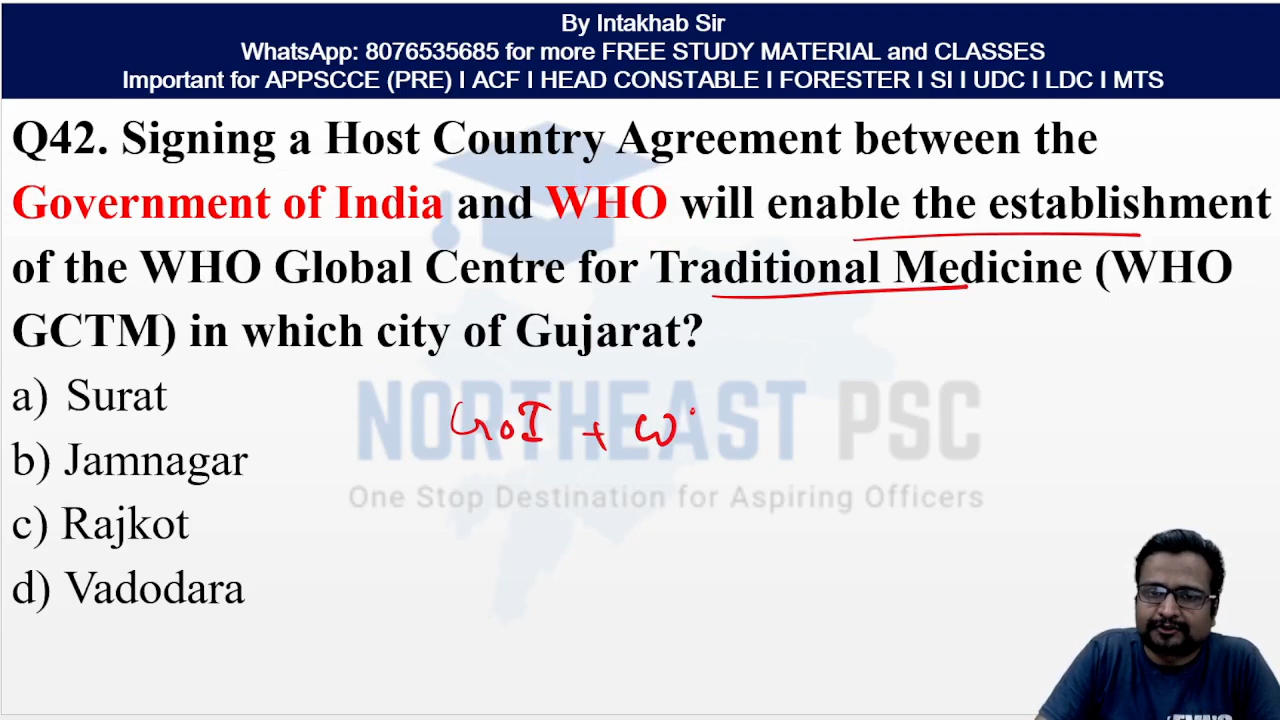 By Intakhab Sir
WhatsApp: 8076535685 for more FREE STUDY MATERIAL and CLASSES
Important for APPSCCE (PRE) I ACF I HEAD CONSTABLE I FORESTER I SI I UDC I LDC I MTS
Q42. Signing a Host Country Agreement between the
Government of India and WHO will enable the establishment
of the WHO Global Centre for Traditional Medicine (WHO
GCTM) in which city of Gujarat?
a) Surat
b) Jamnagar
c) Rajkot
d) Vadodara
GoI + W
NORTHEAST PSC
One Stop Destination for Aspiring Officers